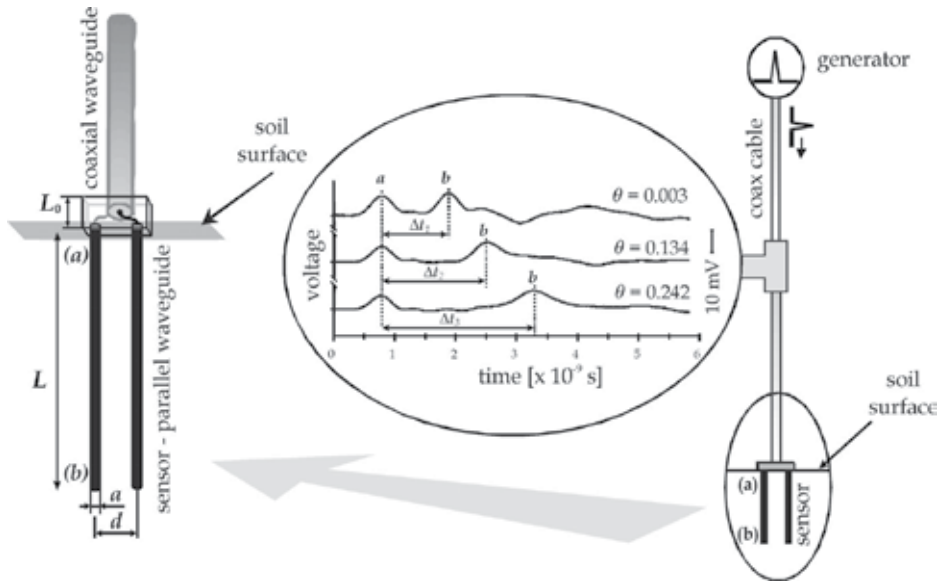 coaxial waveguide
soil
surface
L₀
(a)
L
(b)
a
d
sensor - parallel waveguide
voltage
a
b
θ = 0.003
Δt₁
b
θ = 0.134
Δt₂
b
θ = 0.242
Δt₃
10 mV
0
1
2
3
4
5
6
time [x 10⁻⁹ s]
generator
coax cable
soil
surface
(a)
(b)
sensor